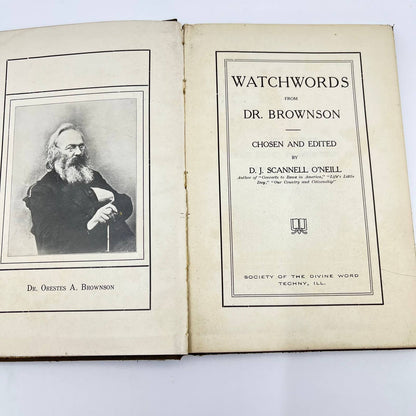 Dr. Orestes A. Brownson
WATCHWORDS
FROM
DR. BROWNSON
CHOSEN AND EDITED
BY
D. J. SCANNELL O'NEILL
Author of "Converts to Rome in America," "Life's Little
Day," "Our Country and Citizenship"
SOCIETY OF THE DIVINE WORD
TECHNY, ILL.